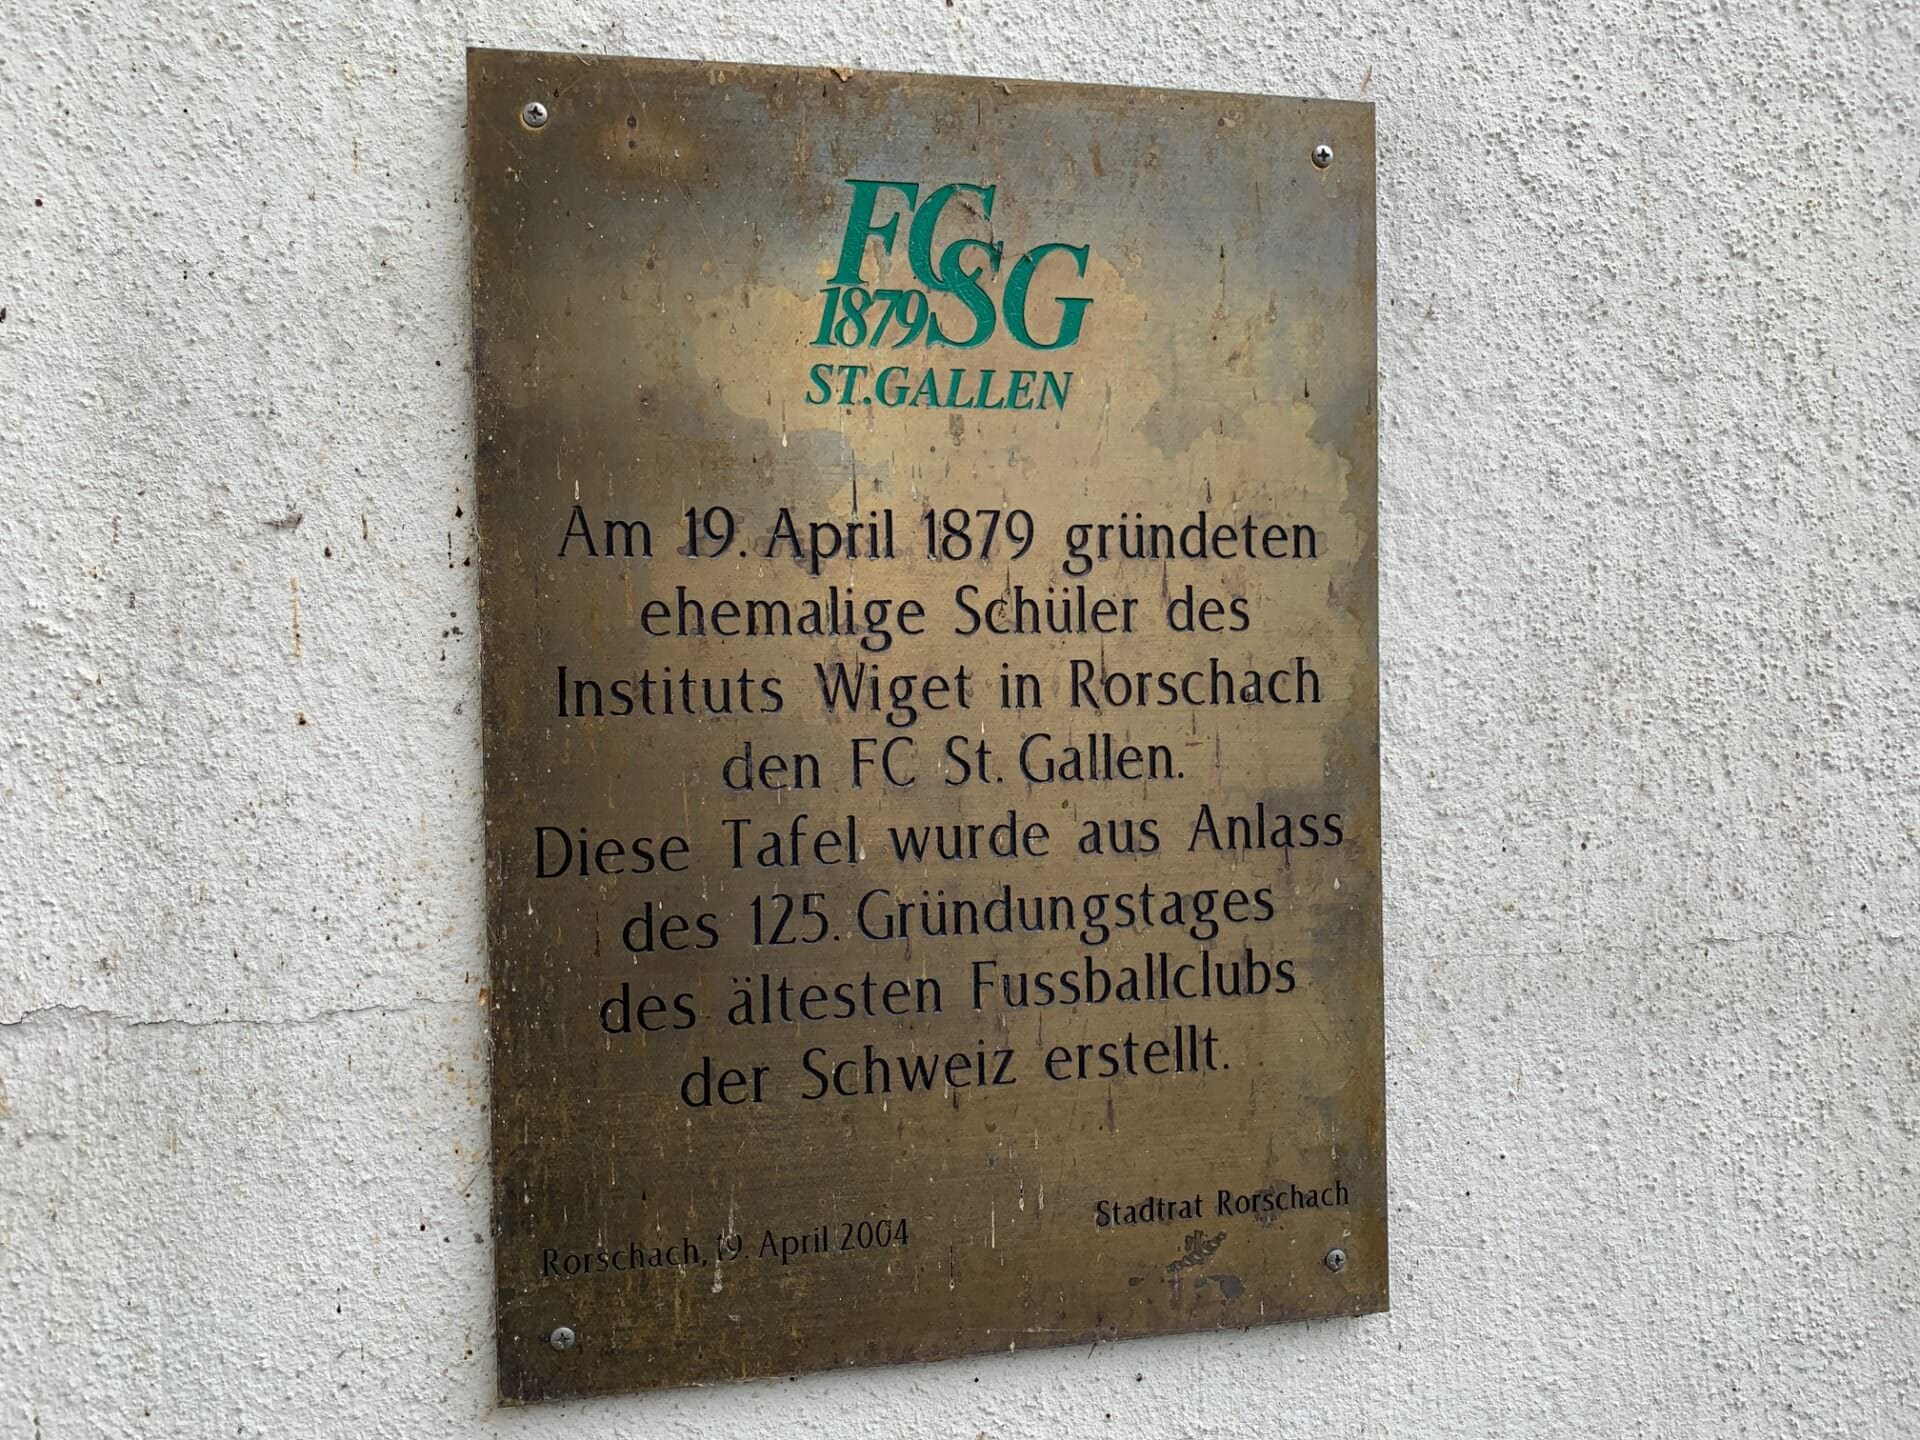 FCSG
1879
ST.GALLEN
Am 19. April 1879 gründeten
ehemalige Schüler des
Instituts Wiget in Rorschach
den FC St. Gallen.
Diese Tafel wurde aus Anlass
des 125. Gründungstages
des ältesten Fussballclubs
der Schweiz erstellt.
Rorschach, 19. April 2004
Stadtrat Rorschach